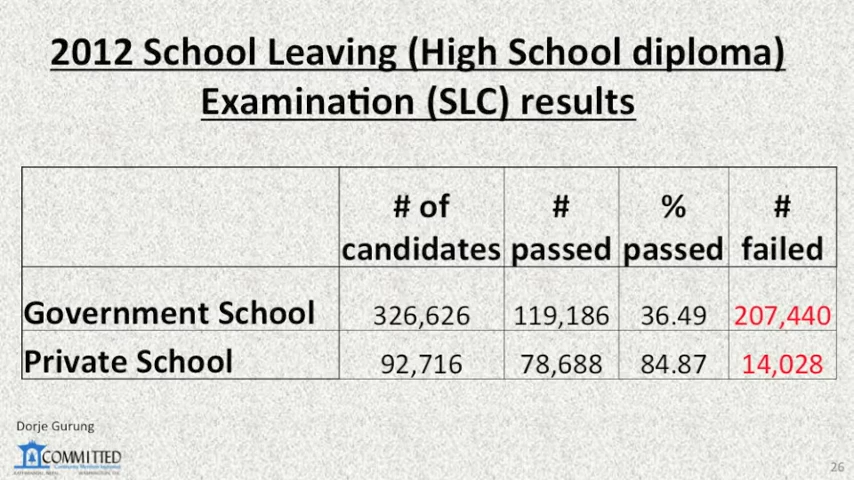 2012 School Leaving (High School diploma)
Examination (SLC) results
# of candidates # passed % passed # failed
Government School 326,626 119,186 36.49 207,440
Private School 92,716 78,688 84.87 14,028
Dorje Gurung
COMMITTED
26